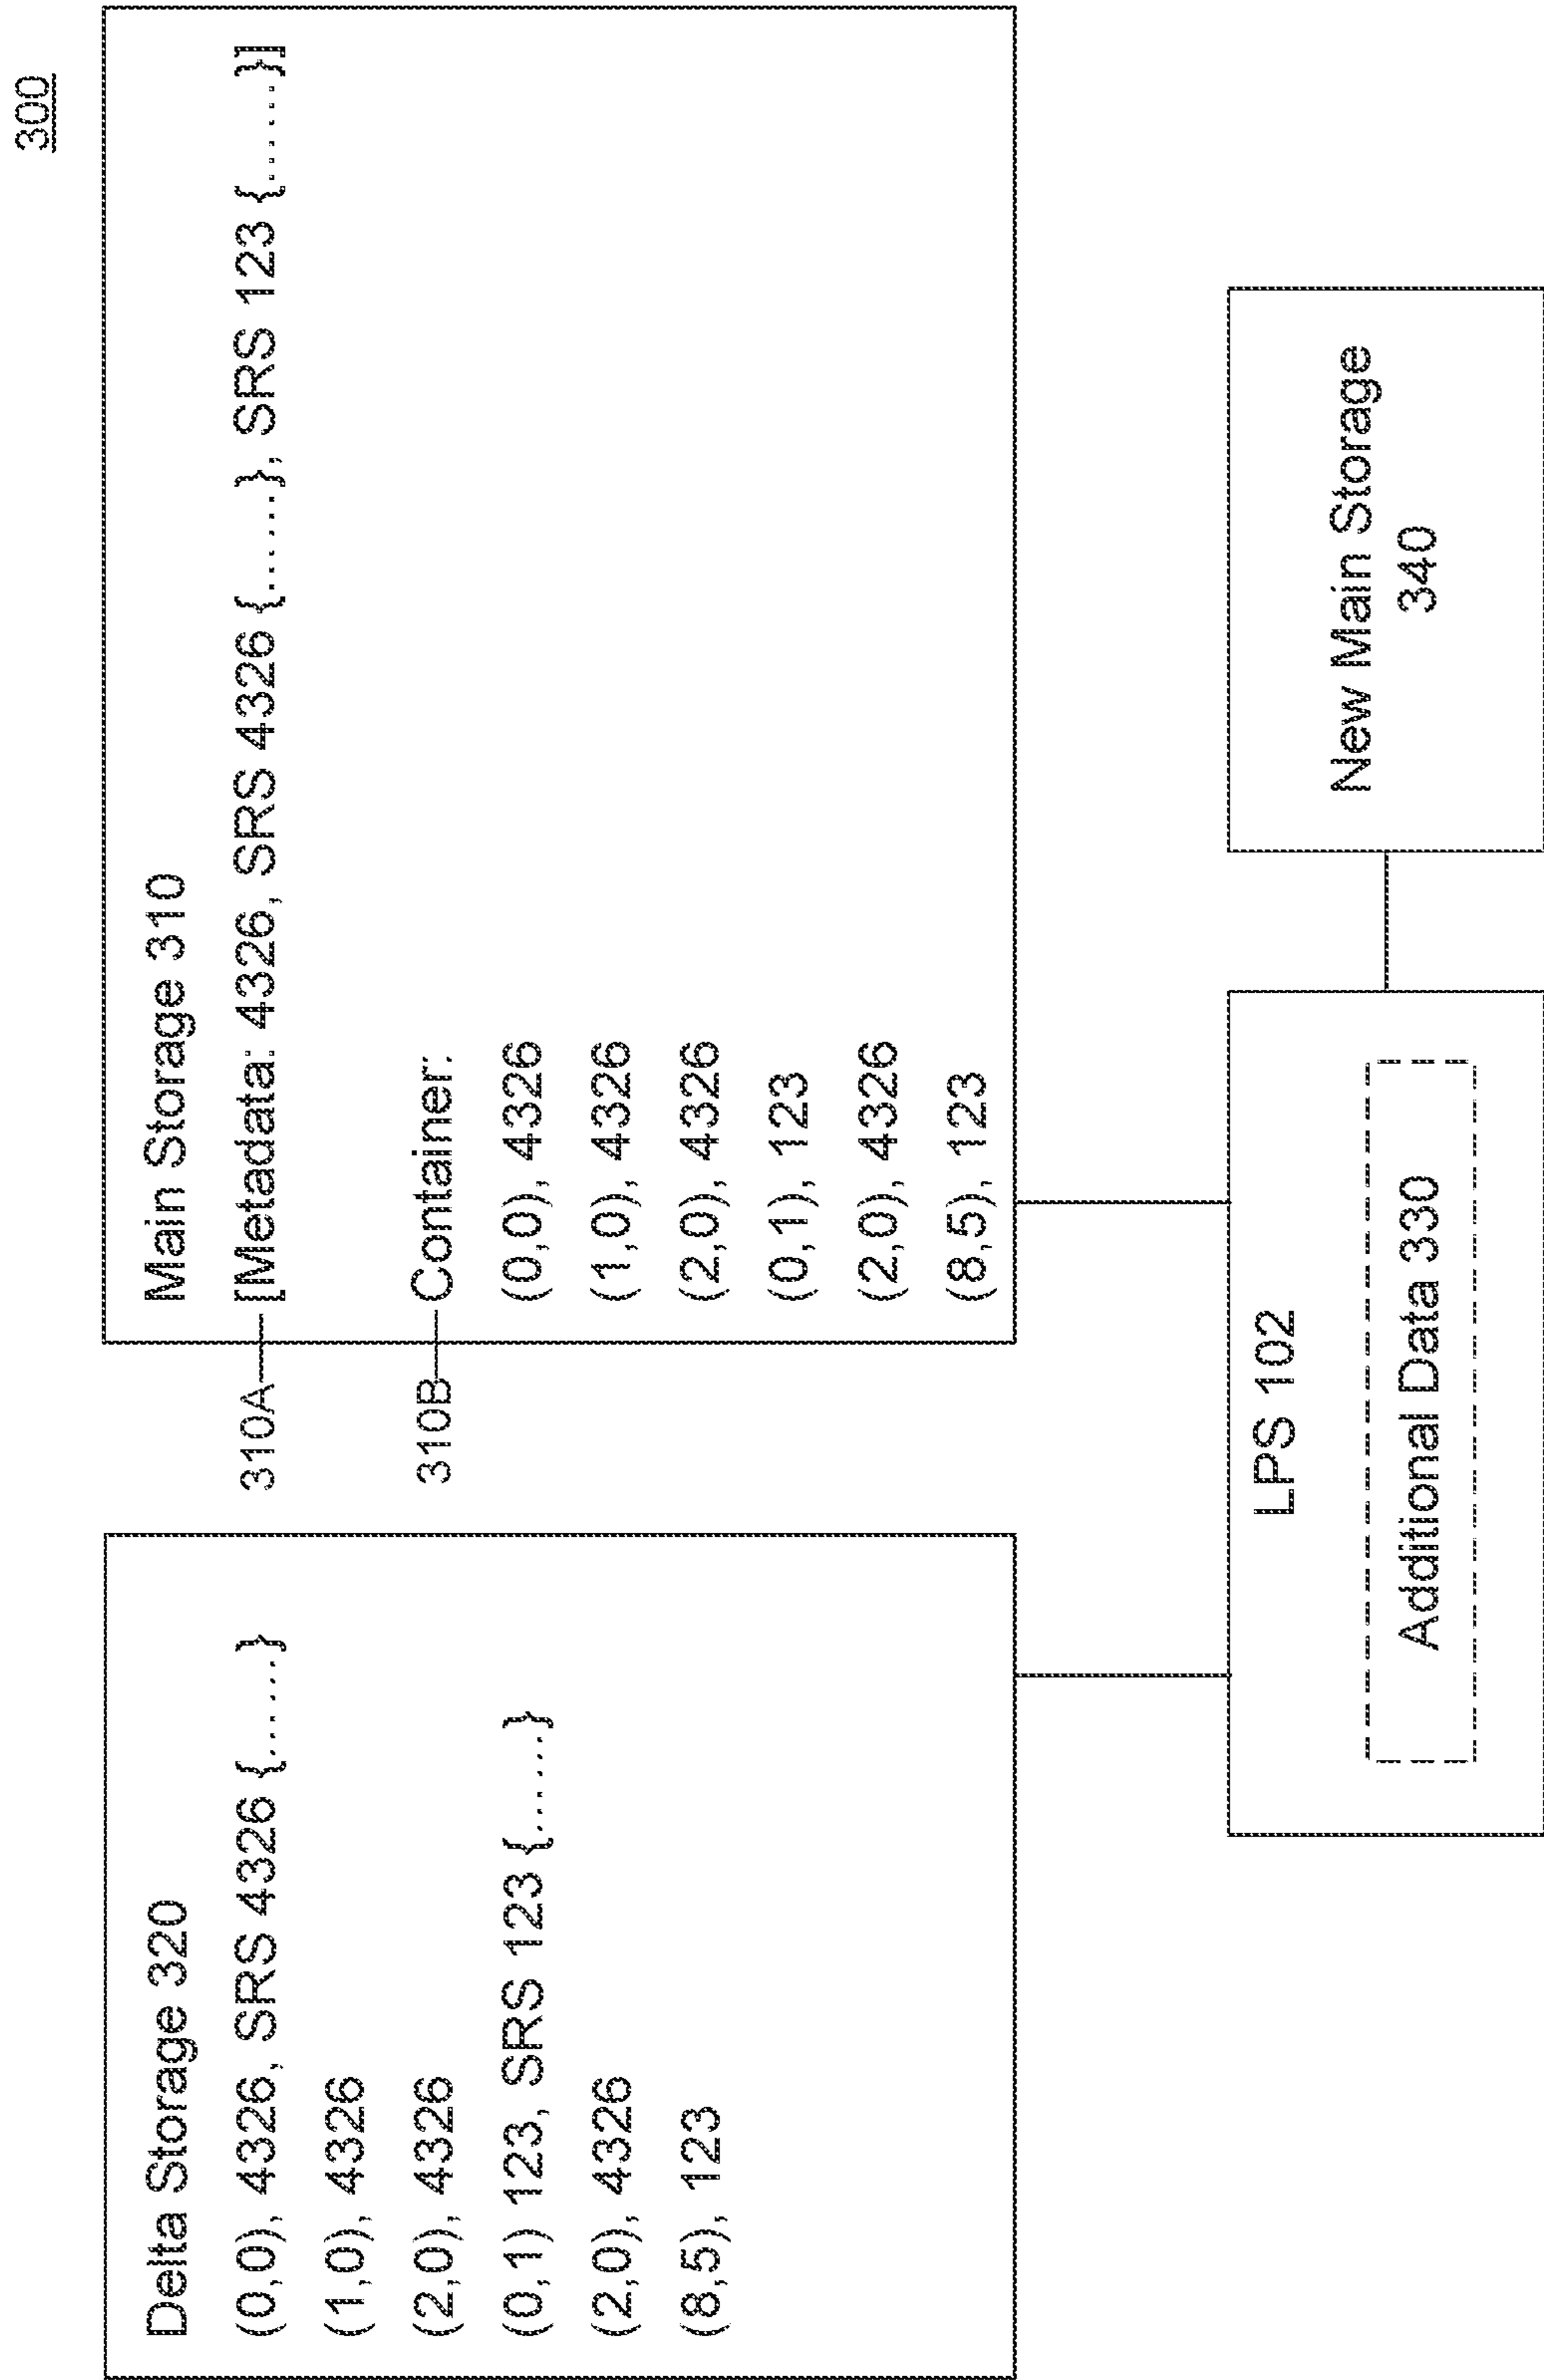 300
Delta Storage 320
(0,0), 4326, SRS 4326 {......}
(1,0), 4326
(2,0), 4326
(0,1) 123, SRS 123 {......}
(2,0), 4326
(8,5), 123
Main Storage 310
310A
[Metadata: 4326, SRS 4326 {......}, SRS 123 {......}]
310B
Container:
(0,0), 4326
(1,0), 4326
(2,0), 4326
(0,1), 123
(2,0), 4326
(8,5), 123
LPS 102
Additional Data 330
New Main Storage
340